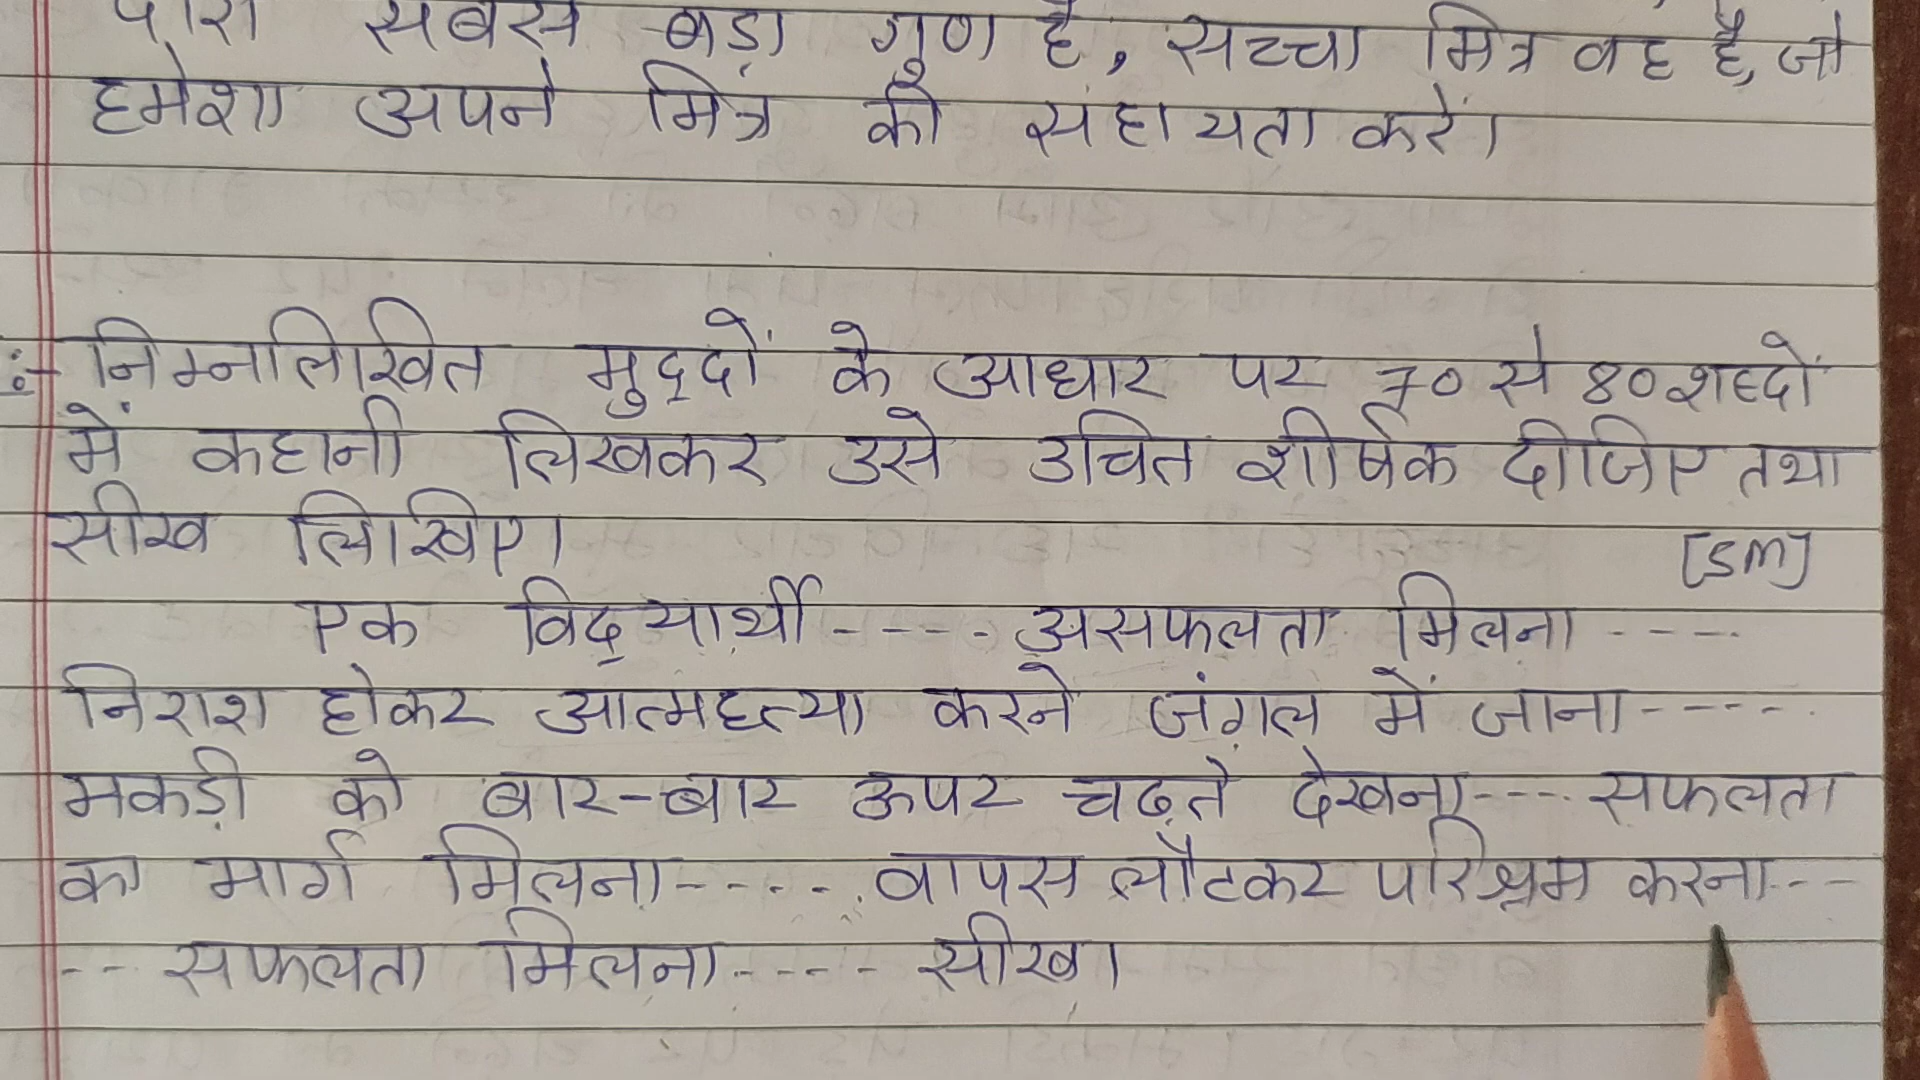 सबसे बड़ा गुण है, सच्चा मित्र वह है, जो
हमेशा अपने मित्र की सहायता करें।
:- निम्नलिखित मुद्दों के आधार पर ७० से ८० शब्दों
में कहानी लिखकर उसे उचित शीर्षक दीजिए तथा
सीख लिखिए।
[5M]
एक विद्यार्थी ---- असफलता मिलना ----
निराश होकर आत्महत्या करने जंगल में जाना -----
मकड़ी को बार-बार ऊपर चढ़ते देखना ---- सफलता
का मार्ग मिलना ----- वापस लौटकर परिश्रम करना ---
-- सफलता मिलना ----- सीख।